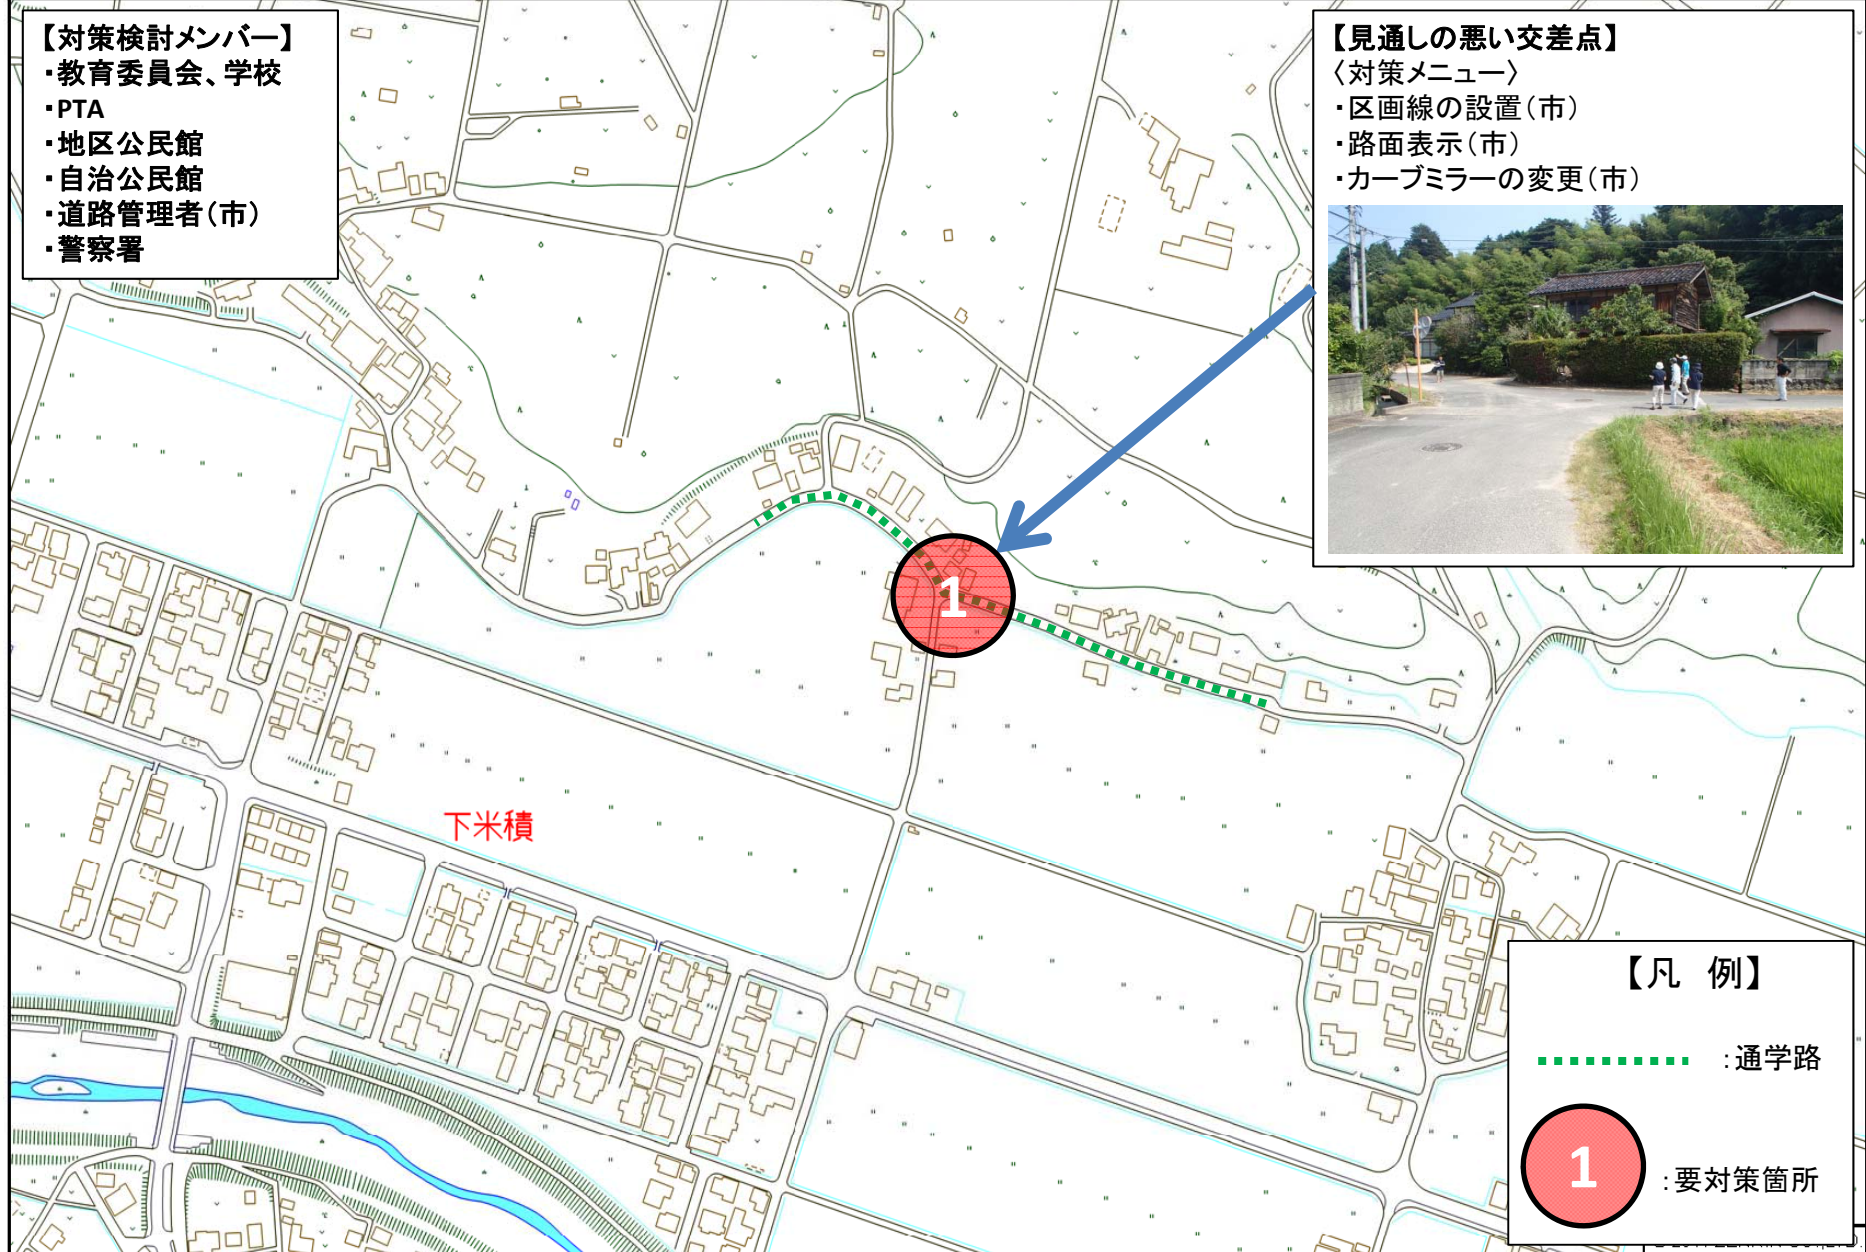 【対策検討メンバー】
・教育委員会、学校
・PTA
・地区公民館
・自治公民館
・道路管理者（市）
・警察署
【見通しの悪い交差点】
〈対策メニュー〉
・区画線の設置（市）
・路面表示（市）
・カーブミラーの変更（市）
1
下米積
【凡　例】
：通学路
1
：要対策箇所